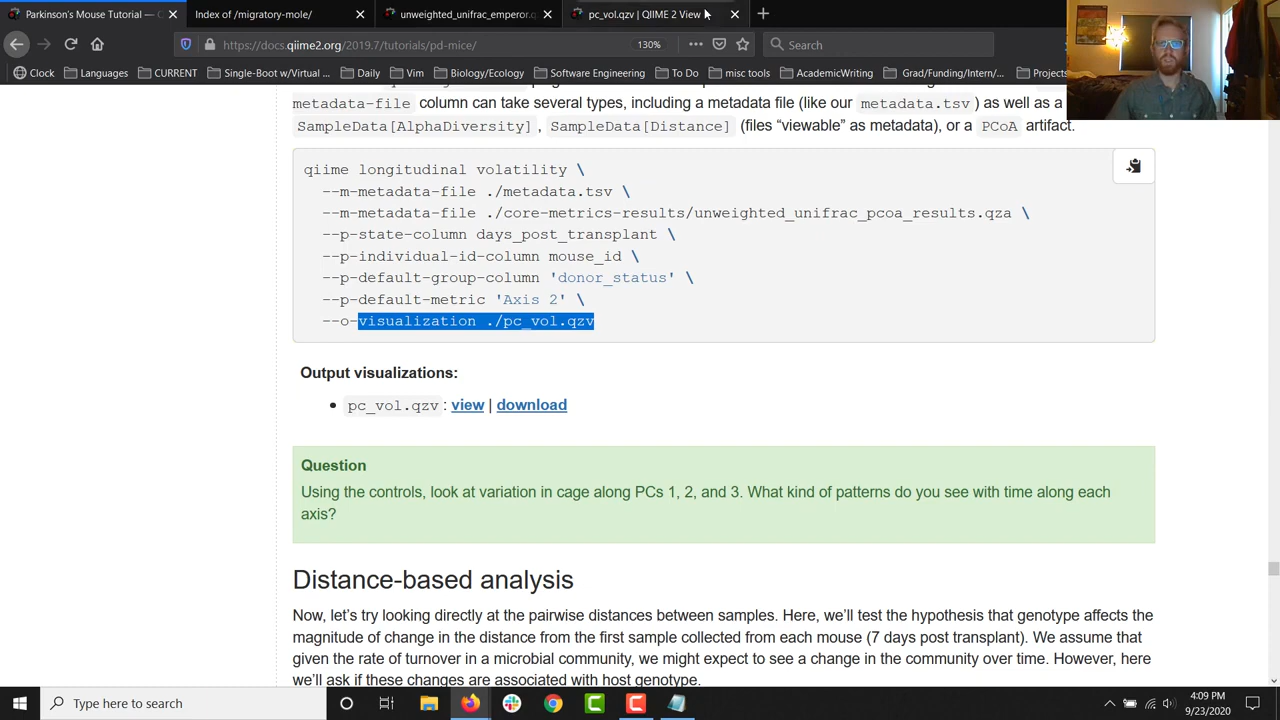 Parkinson's Mouse Tutorial — C
Index of /migratory-mole/
unweighted_unifrac_emperor.q
pc_vol.qzv | QIIME 2 View
https://docs.qiime2.org/2019.7/tutorials/pd-mice/
130%
Search
Clock
Languages
CURRENT
Single-Boot w/Virtual ...
Daily
Vim
Biology/Ecology
Software Engineering
To Do
misc tools
AcademicWriting
Grad/Funding/Intern/...
Projects
metadata-file column can take several types, including a metadata file (like our metadata.tsv) as well as a
SampleData[AlphaDiversity], SampleData[Distance] (files “viewable” as metadata), or a PCoA artifact.
qiime longitudinal volatility \
--m-metadata-file ./metadata.tsv \
--m-metadata-file ./core-metrics-results/unweighted_unifrac_pcoa_results.qza \
--p-state-column days_post_transplant \
--p-individual-id-column mouse_id \
--p-default-group-column 'donor_status' \
--p-default-metric 'Axis 2' \
--o-visualization ./pc_vol.qzv
Output visualizations:
• pc_vol.qzv: view | download
Question
Using the controls, look at variation in cage along PCs 1, 2, and 3. What kind of patterns do you see with time along each
axis?
Distance-based analysis
Now, let’s try looking directly at the pairwise distances between samples. Here, we’ll test the hypothesis that genotype affects the
magnitude of change in the distance from the first sample collected from each mouse (7 days post transplant). We assume that
given the rate of turnover in a microbial community, we might expect to see a change in the community over time. However, here
we’ll ask if these changes are associated with host genotype.
Type here to search
4:09 PM
9/23/2020